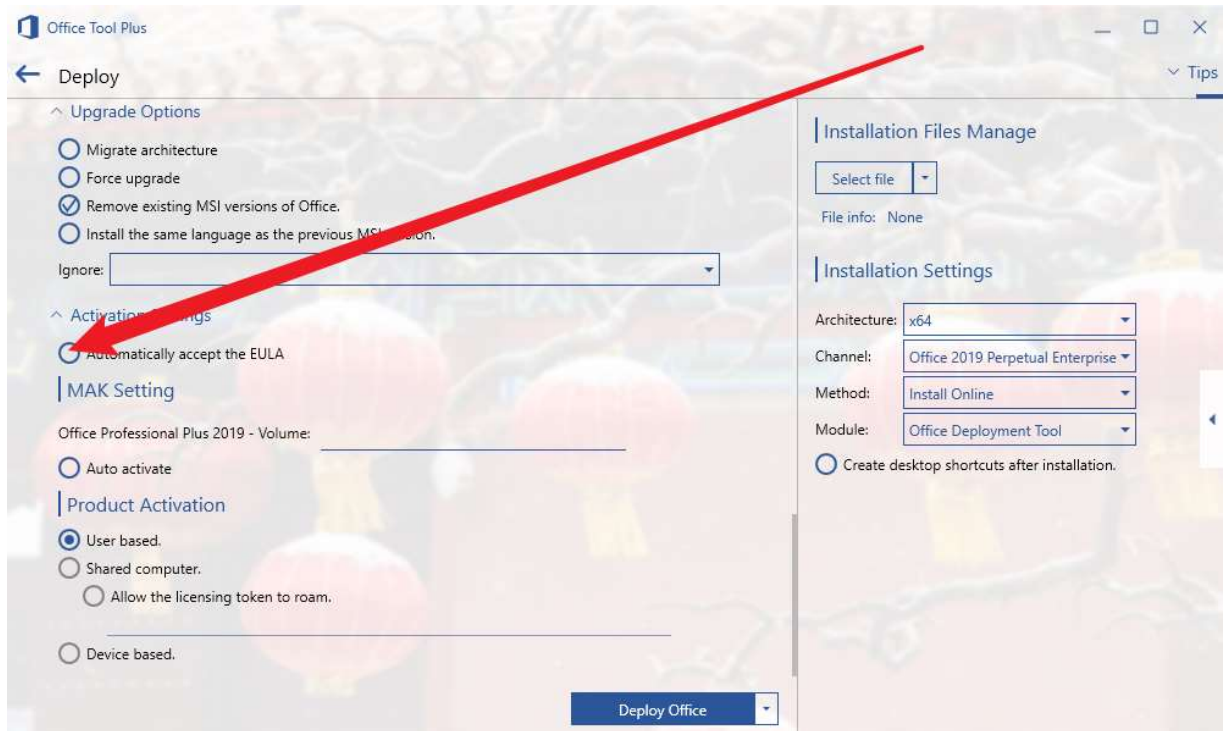 Office Tool Plus
Deploy
Tips
Upgrade Options
Migrate architecture
Force upgrade
Remove existing MSI versions of Office.
Install the same language as the previous MSI version.
Ignore:
Activation Settings
Automatically accept the EULA
MAK Setting
Office Professional Plus 2019 - Volume:
Auto activate
Product Activation
User based.
Shared computer.
Allow the licensing token to roam.
Device based.
Deploy Office
Installation Files Manage
Select file
File info: None
Installation Settings
Architecture: x64
Channel: Office 2019 Perpetual Enterprise
Method: Install Online
Module: Office Deployment Tool
Create desktop shortcuts after installation.